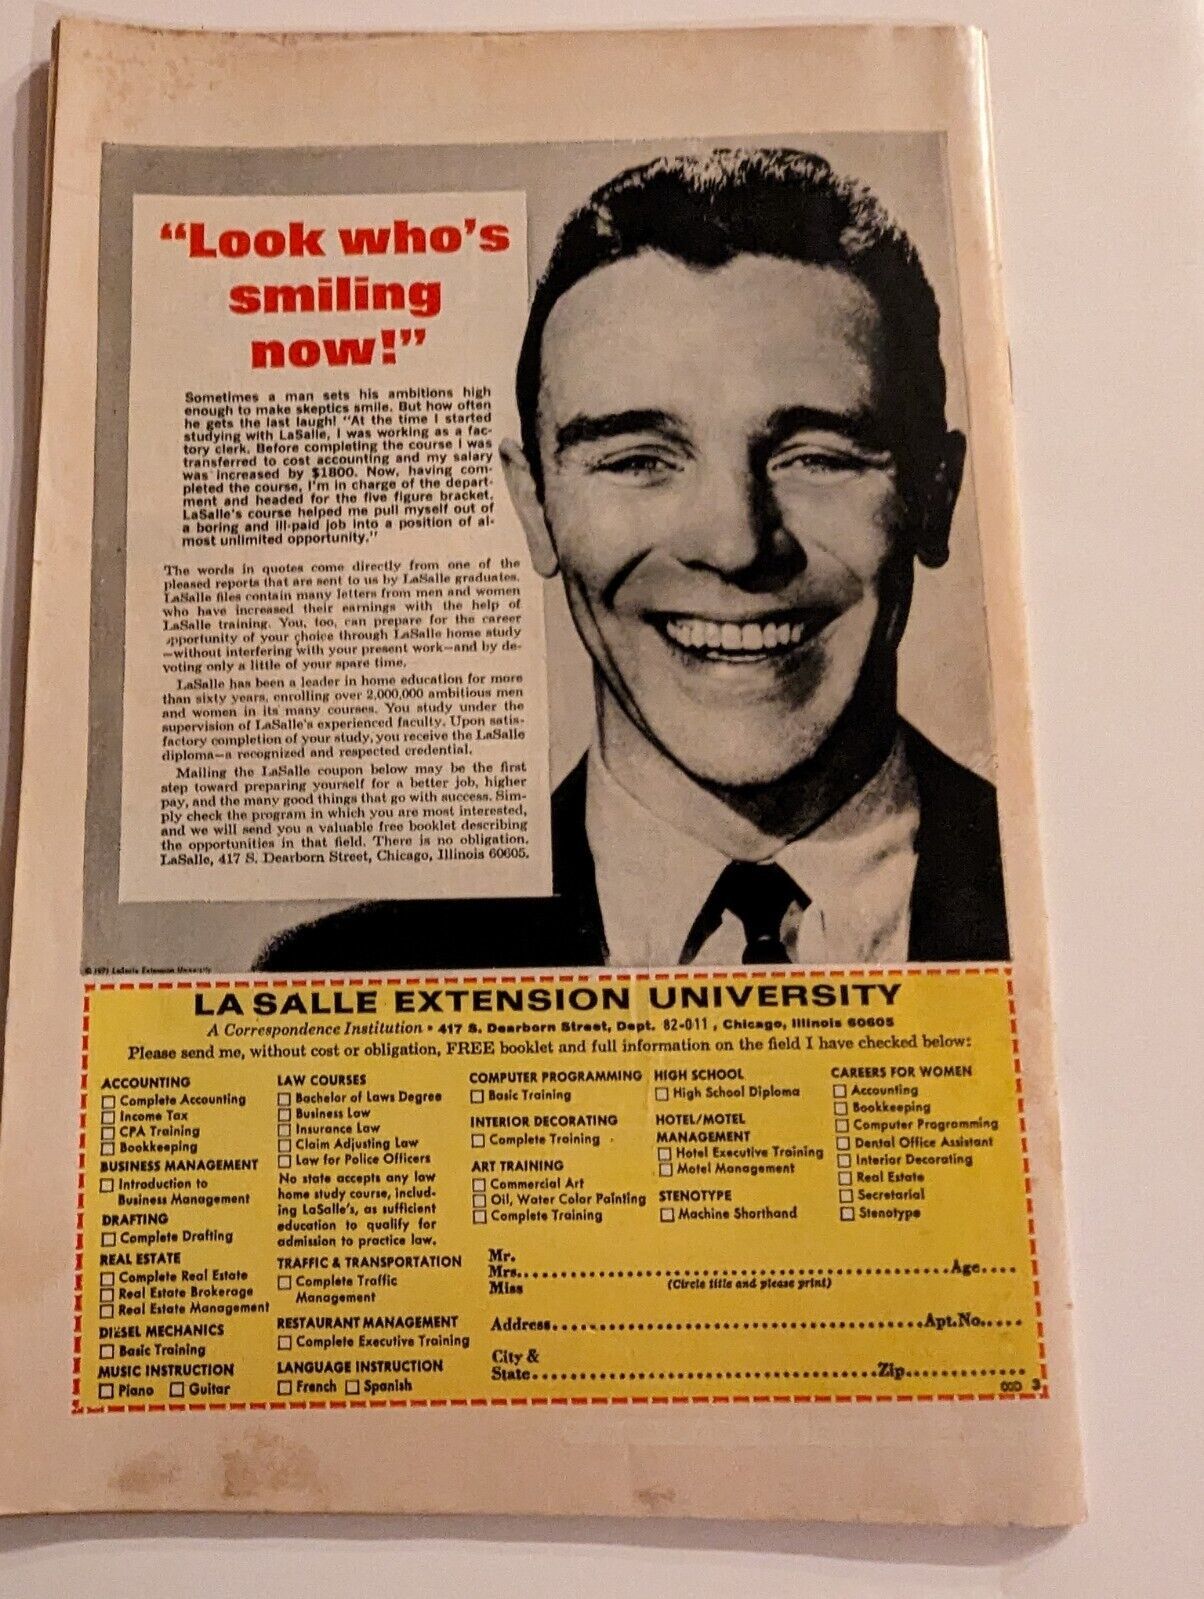 “Look who's
smiling
now!”
Sometimes a man sets his ambitions high
enough to make skeptics smile. But how often
he gets the last laugh! "At the time I started
studying with LaSalle, I was working as a fac-
tory clerk. Before completing the course I was
transferred to cost accounting and my salary
was increased by $1800. Now, having com-
pleted the course, I'm in charge of the depart-
ment and headed for the five figure bracket.
LaSalle's course helped me pull myself out of
a boring and ill-paid job into a position of al-
most unlimited opportunity."
The words in quotes come directly from one of the
pleased reports that are sent to us by LaSalle graduates.
LaSalle files contain many letters from men and women
who have increased their earnings with the help of
LaSalle training. You, too, can prepare for the career
opportunity of your choice through LaSalle home study
—without interfering with your present work—and by de-
voting only a little of your spare time.
LaSalle has been a leader in home education for more
than sixty years, enrolling over 2,000,000 ambitious men
and women in its many courses. You study under the
supervision of LaSalle's experienced faculty. Upon satis-
factory completion of your study, you receive the LaSalle
diploma—a recognized and respected credential.
Mailing the LaSalle coupon below may be the first
step toward preparing yourself for a better job, higher
pay, and the many good things that go with success. Sim-
ply check the program in which you are most interested,
and we will send you a valuable free booklet describing
the opportunities in that field. There is no obligation.
LaSalle, 417 S. Dearborn Street, Chicago, Illinois 60605.
© 1971 LaSalle Extension University
LA SALLE EXTENSION UNIVERSITY
A Correspondence Institution • 417 S. Dearborn Street, Dept. 82-011, Chicago, Illinois 60605
Please send me, without cost or obligation, FREE booklet and full information on the field I have checked below:
ACCOUNTING
Complete Accounting
Income Tax
CPA Training
Bookkeeping
BUSINESS MANAGEMENT
Introduction to
Business Management
DRAFTING
Complete Drafting
REAL ESTATE
Complete Real Estate
Real Estate Brokerage
Real Estate Management
DIESEL MECHANICS
Basic Training
MUSIC INSTRUCTION
Piano Guitar
LAW COURSES
Bachelor of Laws Degree
Business Law
Insurance Law
Claim Adjusting Law
Law for Police Officers
No state accepts any law
home study course, includ-
ing LaSalle's, as sufficient
education to qualify for
admission to practice law.
TRAFFIC & TRANSPORTATION
Complete Traffic
Management
RESTAURANT MANAGEMENT
Complete Executive Training
LANGUAGE INSTRUCTION
French Spanish
COMPUTER PROGRAMMING
Basic Training
INTERIOR DECORATING
Complete Training
ART TRAINING
Commercial Art
Oil, Water Color Painting
Complete Training
HIGH SCHOOL
High School Diploma
HOTEL/MOTEL
MANAGEMENT
Hotel Executive Training
Motel Management
STENOTYPE
Machine Shorthand
CAREERS FOR WOMEN
Accounting
Bookkeeping
Computer Programming
Dental Office Assistant
Interior Decorating
Real Estate
Secretarial
Stenotype
Mr.
Mrs. Age
Miss (Circle title and please print)
Address Apt. No.
City &
State Zip
3